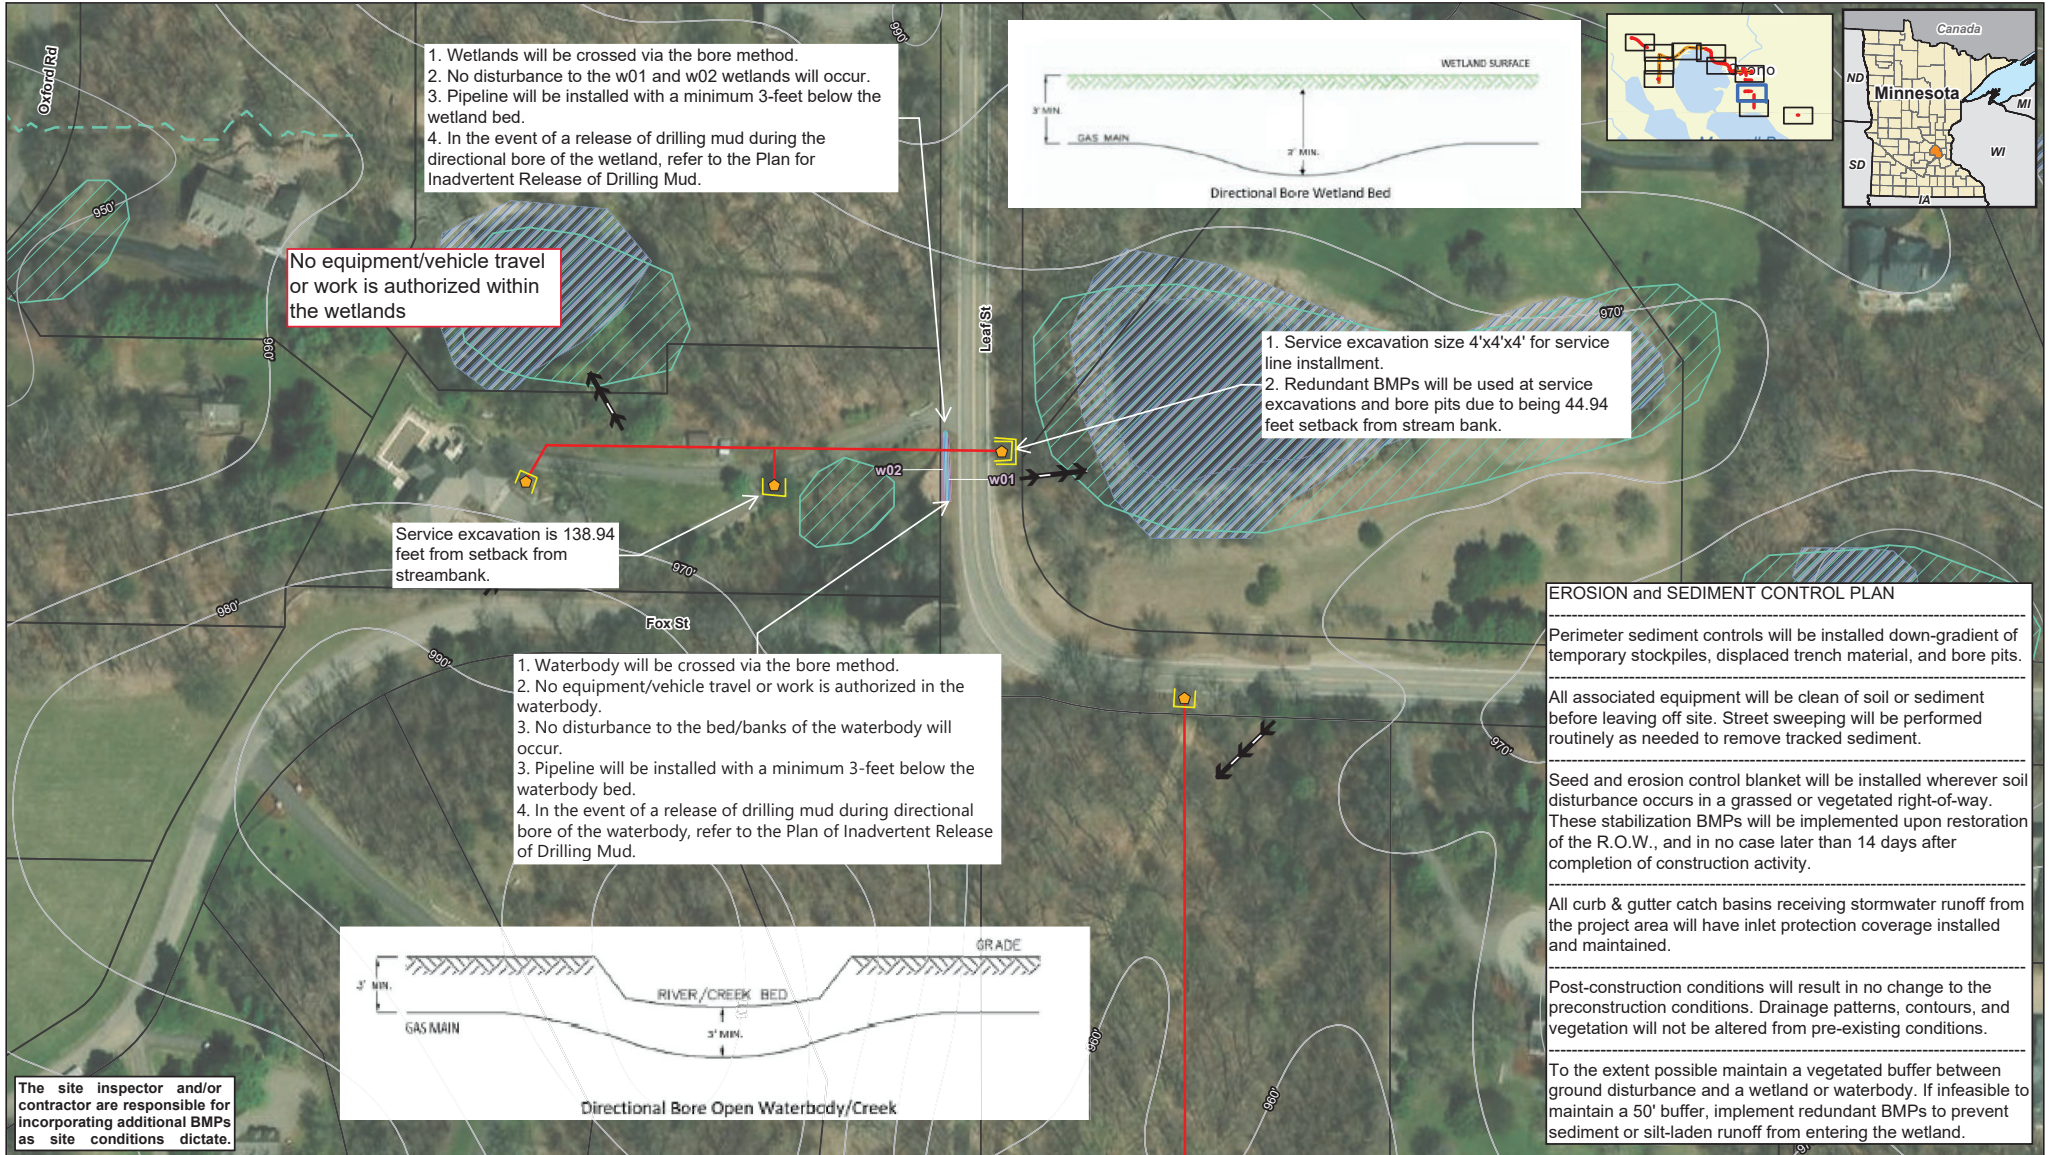 Oxford Rd
990'
1. Wetlands will be crossed via the bore method.
2. No disturbance to the w01 and w02 wetlands will occur.
3. Pipeline will be installed with a minimum 3-feet below the
wetland bed.
4. In the event of a release of drilling mud during the
directional bore of the wetland, refer to the Plan for
Inadvertent Release of Drilling Mud.
WETLAND SURFACE
3' MIN.
GAS MAIN
3' MIN.
Directional Bore Wetland Bed
Canada
ND
Minnesota
MI
SD
WI
IA
950'
No equipment/vehicle travel
or work is authorized within
the wetlands
960'
Leaf St
970'
1. Service excavation size 4'x4'x4' for service
line installment.
2. Redundant BMPs will be used at service
excavations and bore pits due to being 44.94
feet setback from stream bank.
w02
w01
Service excavation is 138.94
feet from setback from
streambank.
970'
980'
Fox St
990'
1. Waterbody will be crossed via the bore method.
2. No equipment/vehicle travel or work is authorized in the
waterbody.
3. No disturbance to the bed/banks of the waterbody will
occur.
3. Pipeline will be installed with a minimum 3-feet below the
waterbody bed.
4. In the event of a release of drilling mud during directional
bore of the waterbody, refer to the Plan of Inadvertent Release
of Drilling Mud.
970'
EROSION and SEDIMENT CONTROL PLAN
Perimeter sediment controls will be installed down-gradient of
temporary stockpiles, displaced trench material, and bore pits.
All associated equipment will be clean of soil or sediment
before leaving off site. Street sweeping will be performed
routinely as needed to remove tracked sediment.
Seed and erosion control blanket will be installed wherever soil
disturbance occurs in a grassed or vegetated right-of-way.
These stabilization BMPs will be implemented upon restoration
of the R.O.W., and in no case later than 14 days after
completion of construction activity.
All curb & gutter catch basins receiving stormwater runoff from
the project area will have inlet protection coverage installed
and maintained.
Post-construction conditions will result in no change to the
preconstruction conditions. Drainage patterns, contours, and
vegetation will not be altered from pre-existing conditions.
To the extent possible maintain a vegetated buffer between
ground disturbance and a wetland or waterbody. If infeasible to
maintain a 50' buffer, implement redundant BMPs to prevent
sediment or silt-laden runoff from entering the wetland.
GRADE
3' MIN.
RIVER/CREEK BED
GAS MAIN
3' MIN.
Directional Bore Open Waterbody/Creek
960'
960'
The site inspector and/or
contractor are responsible for
incorporating additional BMPs
as site conditions dictate.